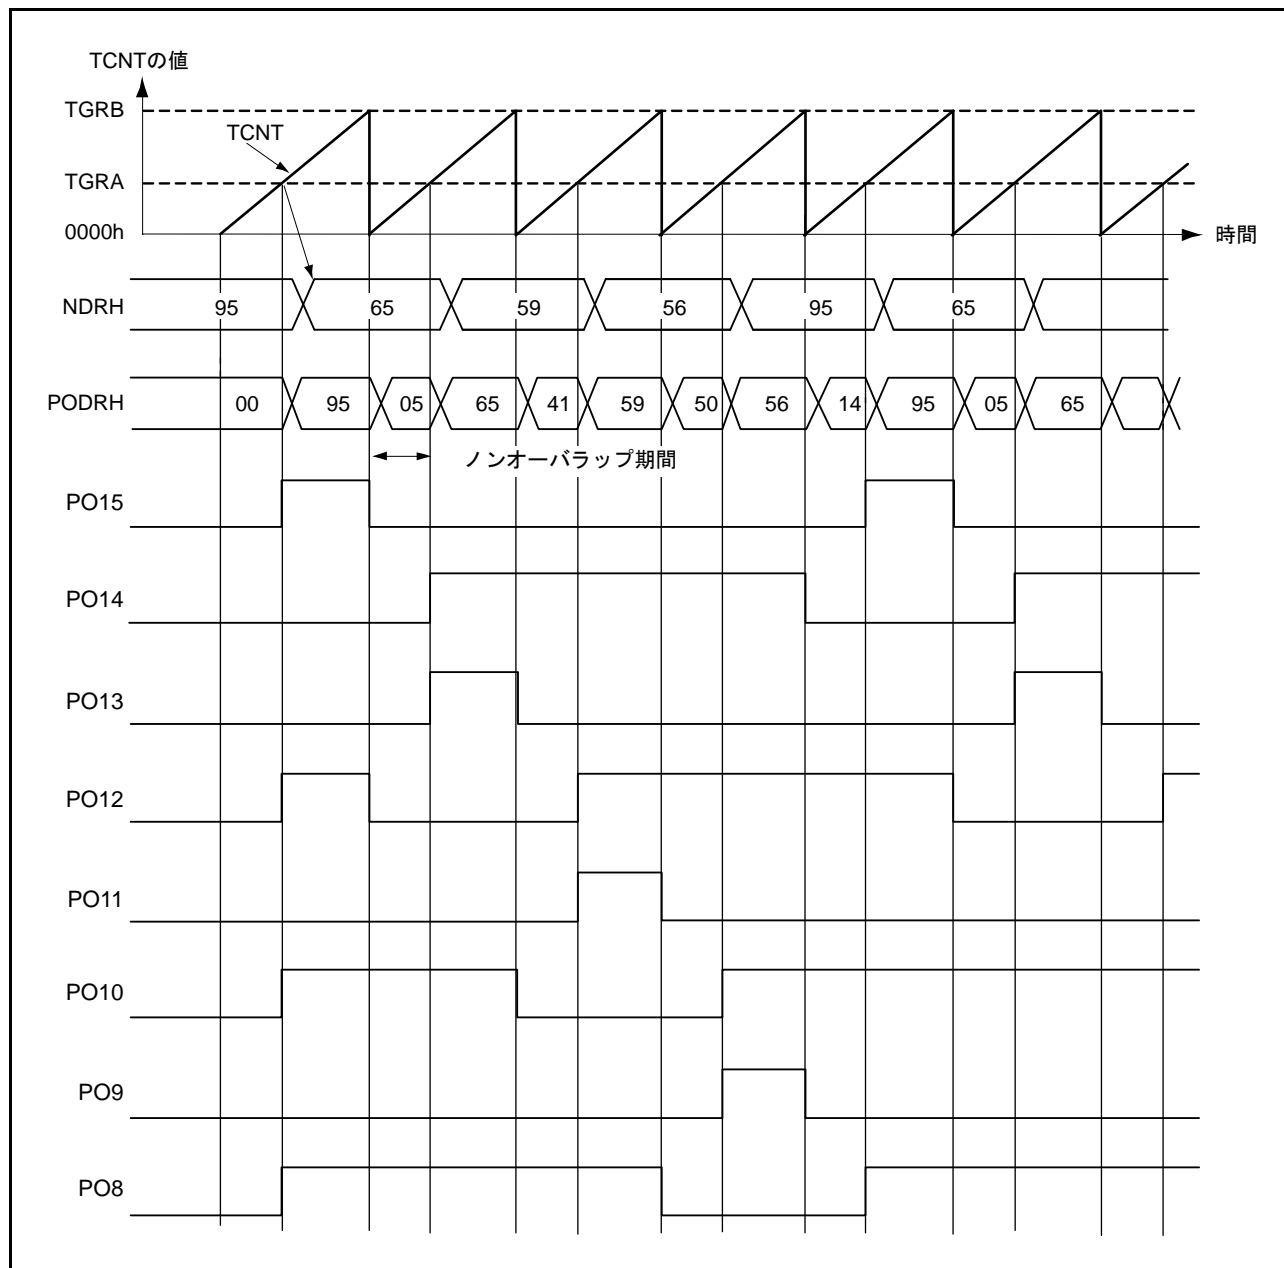 TCNTの値
TGRB
TCNT
TGRA
0000h
時間
NDRH 95 65 59 56 95 65
PODRH 00 95 05 65 41 59 50 56 14 95 05 65
ノンオーバラップ期間
PO15
PO14
PO13
PO12
PO11
PO10
PO9
PO8